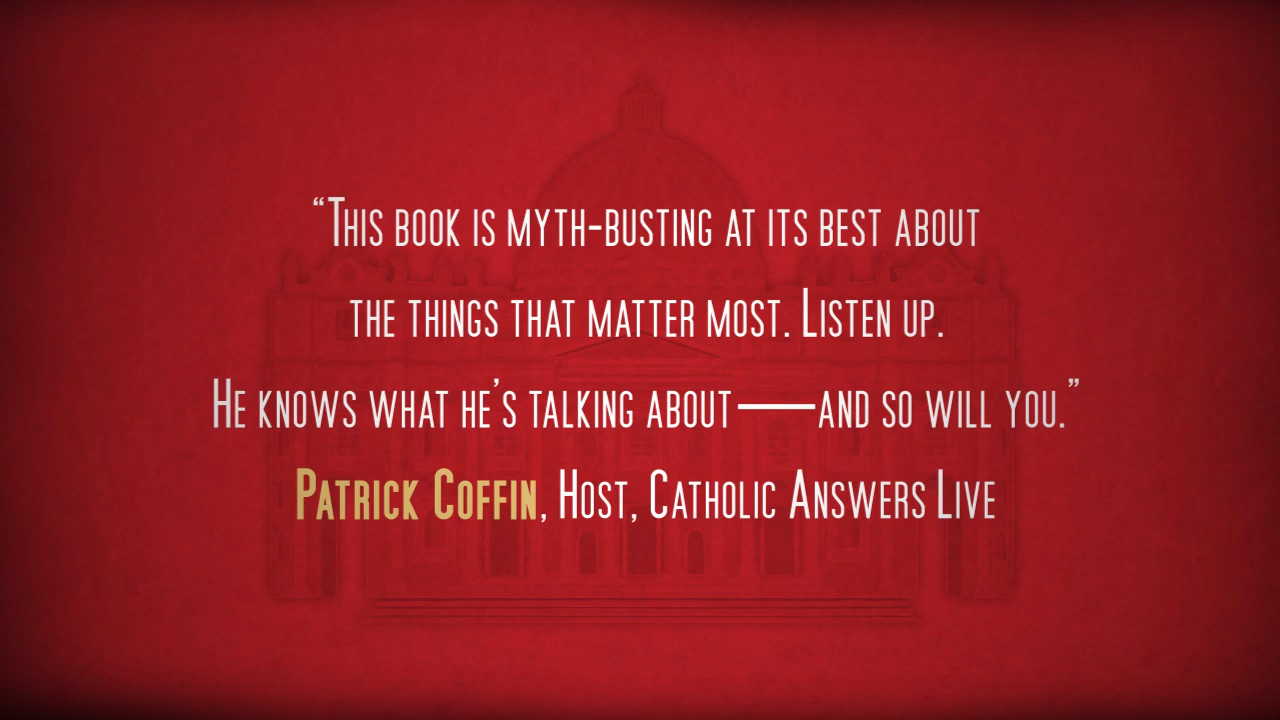 “This book is myth-busting at its best about
the things that matter most. Listen up.
He knows what he’s talking about—and so will you.”
Patrick Coffin, Host, Catholic Answers Live